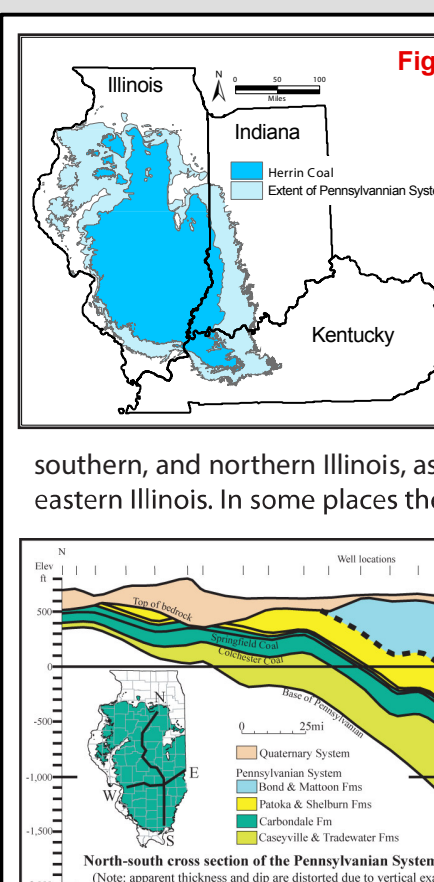 Fig
Illinois
N
0 50 100
Miles
Indiana
Herrin Coal
Extent of Pennsylvannian Syste
Kentucky
southern, and northern Illinois, as
eastern Illinois. In some places the
N
Well locations
Elev
ft
500
Top of bedrock
Springfield Coal
Colchester Coal
0
Base of Pennsylvanian
N
-500
0 25mi
Quaternary System
E
Pennsylvanian System
-1,000
Bond & Mattoon Fms
W
Patoka & Shelburn Fms
Carbondale Fm
-1,500
S
Caseyville & Tradewater Fms
North-south cross section of the Pennsylvanian System
(Note: apparent thickness and dip are distorted due to vertical exa